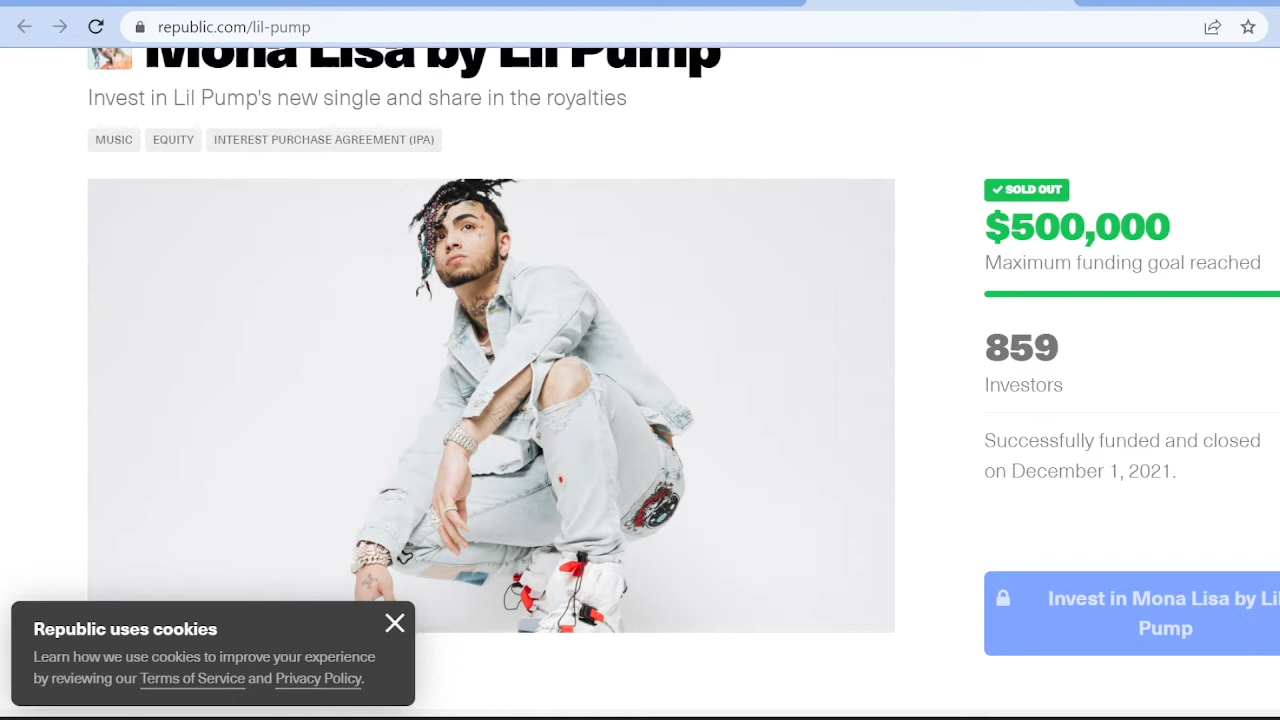 republic.com/lil-pump
Mona Lisa by Lil Pump
Invest in Lil Pump's new single and share in the royalties
MUSIC EQUITY INTEREST PURCHASE AGREEMENT (IPA)
SOLD OUT
$500,000
Maximum funding goal reached
859
Investors
Successfully funded and closed
on December 1, 2021.
Invest in Mona Lisa by Lil
Pump
Republic uses cookies
Learn how we use cookies to improve your experience
by reviewing our Terms of Service and Privacy Policy.